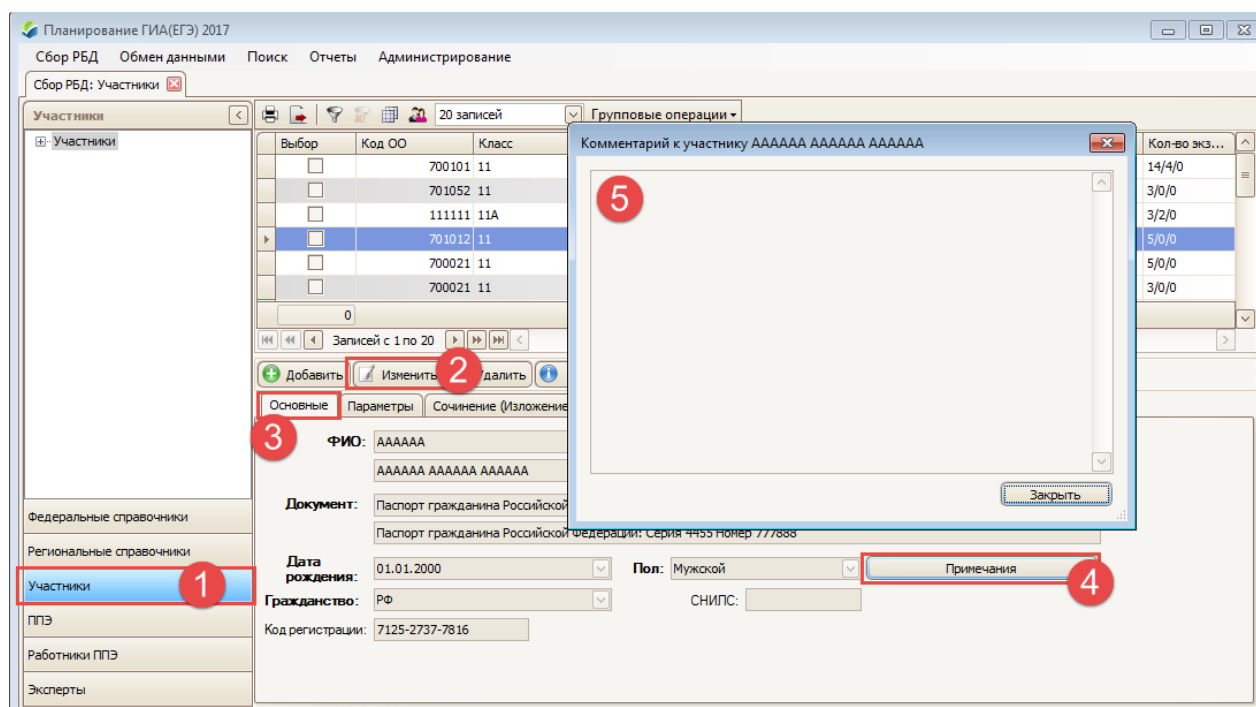 Планирование ГИА(ЕГЭ) 2017
Сбор РБД Обмен данными Поиск Отчеты Администрирование
Сбор РБД: Участники
Участники
20 записей Групповые операции
Участники
Выбор Код ОО Класс Кол-во экз...
700101 11 14/4/0
701052 11 3/0/0
111111 11А 3/2/0
701012 11 5/0/0
700021 11 5/0/0
700021 11 3/0/0
0
Записей с 1 по 20
Комментарий к участнику АААААА АААААА АААААА
5
Закрыть
Добавить Изменить 2 Удалить
Основные Параметры Сочинение (Изложение
3
ФИО: АААААА
АААААА АААААА АААААА
Документ: Паспорт гражданина Российской
Паспорт гражданина Российской Федерации: Серия 4455 Номер 777888
Дата рождения: 01.01.2000 Пол: Мужской Примечания 4
Гражданство: РФ СНИЛС:
Код регистрации: 7125-2737-7816
Федеральные справочники
Региональные справочники
Участники 1
ППЭ
Работники ППЭ
Эксперты